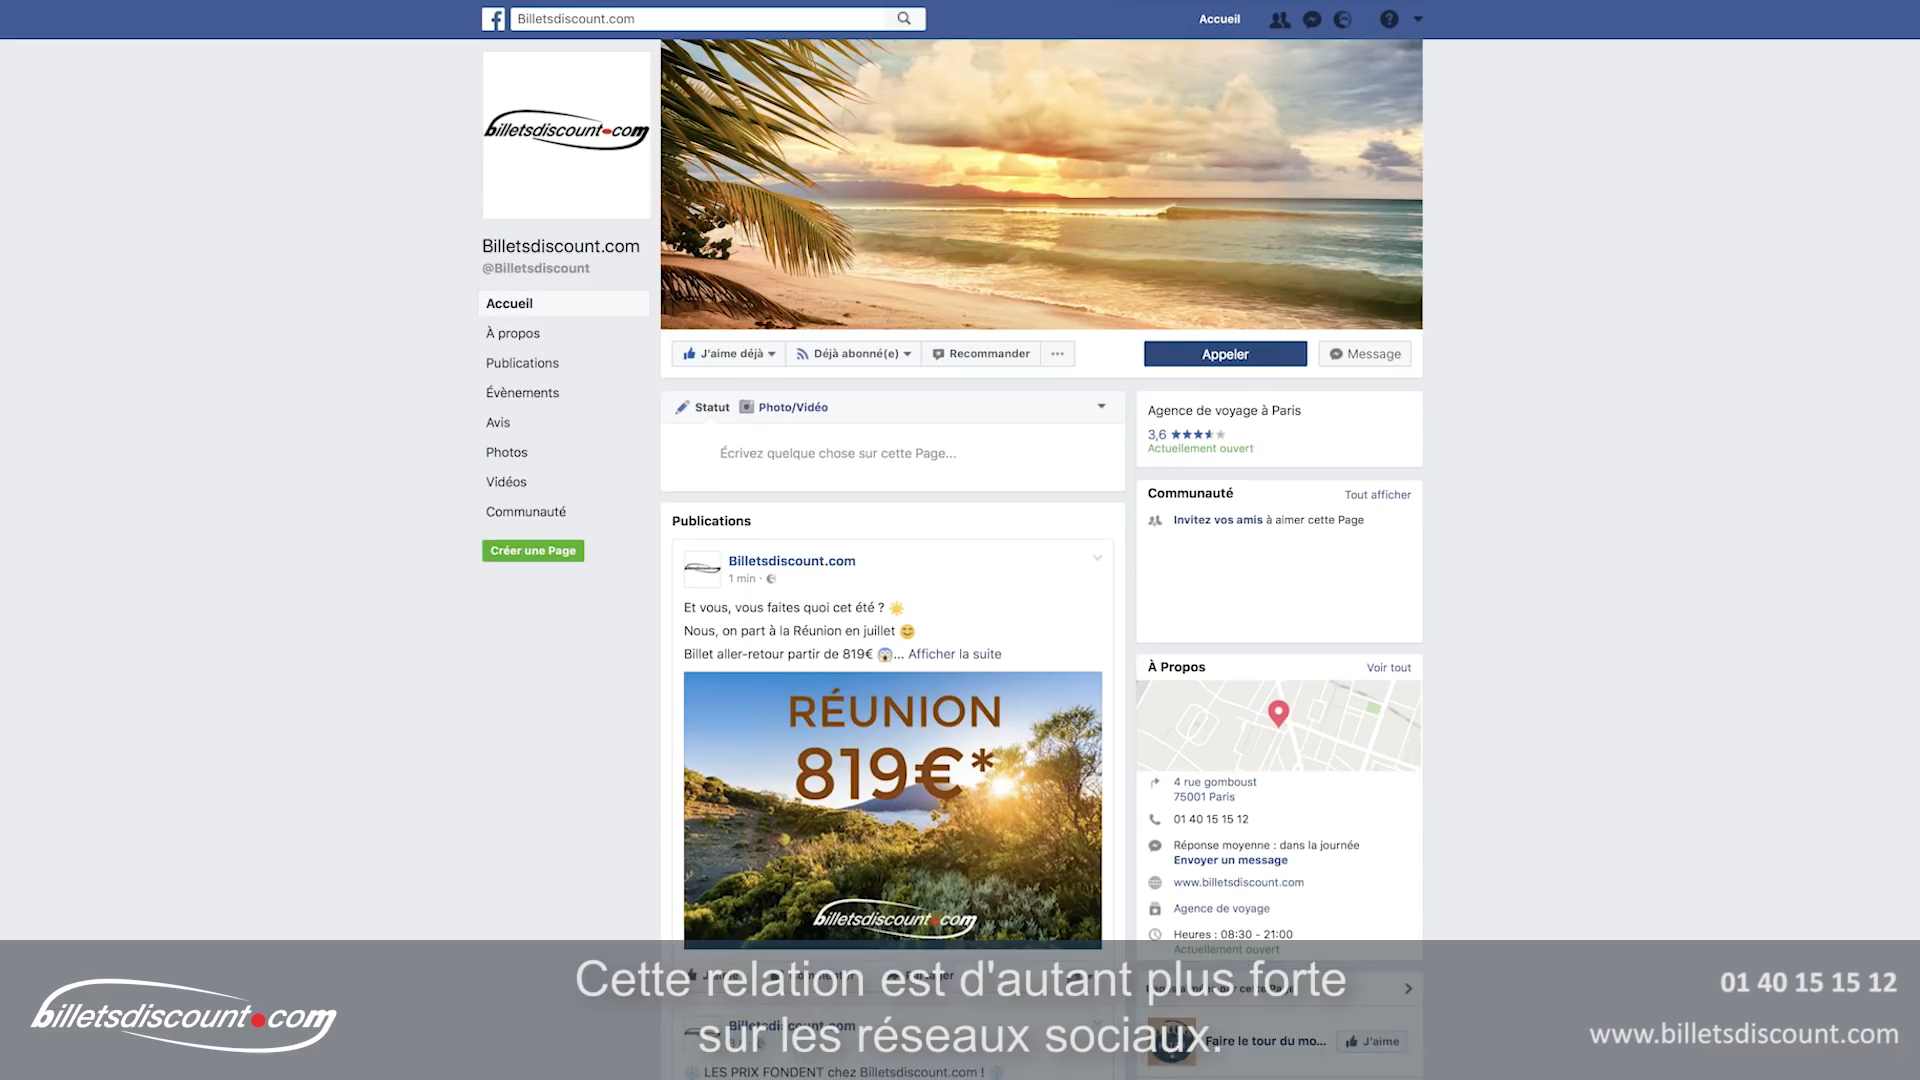 Billetsdiscount.com
Accueil
billetsdiscount.com
Billetsdiscount.com
@Billetsdiscount
Accueil
À propos
Publications
Évènements
Avis
Photos
Vidéos
Communauté
Créer une Page
J'aime déjà
Déjà abonné(e)
Recommander
Appeler
Message
Statut
Photo/Vidéo
Écrivez quelque chose sur cette Page...
Publications
Billetsdiscount.com
1 min
Et vous, vous faites quoi cet été ?
Nous, on part à la Réunion en juillet
Billet aller-retour partir de 819€ ... Afficher la suite
RÉUNION
819€*
billetsdiscount.com
Billetsdiscount.com
LES PRIX FONDENT chez Billetsdiscount.com !
Agence de voyage à Paris
3,6
Actuellement ouvert
Communauté
Tout afficher
Invitez vos amis à aimer cette Page
À Propos
Voir tout
4 rue gomboust
75001 Paris
01 40 15 15 12
Réponse moyenne : dans la journée
Envoyer un message
www.billetsdiscount.com
Agence de voyage
Heures : 08:30 - 21:00
Actuellement ouvert
Faire le tour du mo...
J'aime
Cette relation est d'autant plus forte
sur les réseaux sociaux.
billetsdiscount.com
01 40 15 15 12
www.billetsdiscount.com